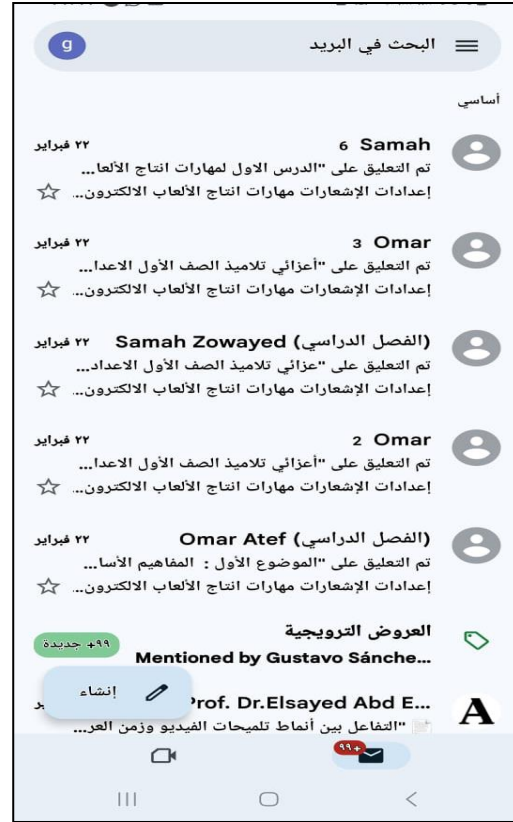 البحث في البريد
g
أساسي
Samah 6
٢٢ فبراير
تم التعليق على "الدرس الاول لمهارات انتاج الألعا...
إعدادات الإشعارات مهارات انتاج الألعاب الالكترون...
Omar 3
٢٢ فبراير
تم التعليق على "أعزائي تلاميذ الصف الأول الاعدا...
إعدادات الإشعارات مهارات انتاج الألعاب الالكترون...
Samah Zowayed (الفصل الدراسي)
٢٢ فبراير
تم التعليق على "عزائي تلاميذ الصف الأول الاعداد...
إعدادات الإشعارات مهارات انتاج الألعاب الالكترون...
Omar 2
٢٢ فبراير
تم التعليق على "أعزائي تلاميذ الصف الأول الاعدا...
إعدادات الإشعارات مهارات انتاج الألعاب الالكترون...
Omar Atef (الفصل الدراسي)
٢٢ فبراير
تم التعليق على "الموضوع الأول : المفاهيم الأسا...
إعدادات الإشعارات مهارات انتاج الألعاب الالكترون...
العروض الترويجية
٩٩+ جديدة
Mentioned by Gustavo Sánche...
إنشاء
Prof. Dr.Elsayed Abd E...
A
"التفاعل بين أنماط تلميحات الفيديو وزمن العر...
٩٩+